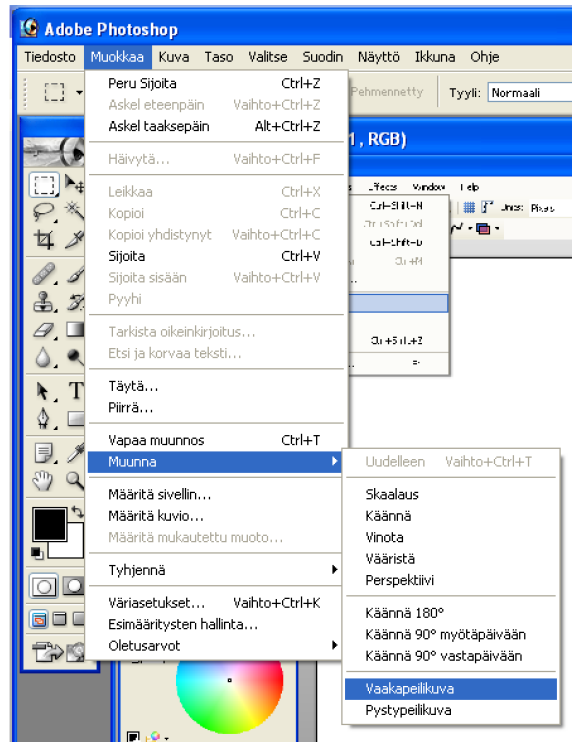 Adobe Photoshop
Tiedosto Muokkaa Kuva Taso Valitse Suodin Näyttö Ikkuna Ohje
Pehmennetty Tyyli: Normaali
1, RGB)
Peru Sijoita Ctrl+Z
Askel eteenpäin Vaihto+Ctrl+Z
Askel taaksepäin Alt+Ctrl+Z
Häivytä... Vaihto+Ctrl+F
Leikkaa Ctrl+X
Kopioi Ctrl+C
Kopioi yhdistynyt Vaihto+Ctrl+C
Sijoita Ctrl+V
Sijoita sisään Vaihto+Ctrl+V
Pyyhi
Tarkista oikeinkirjoitus...
Etsi ja korvaa teksti...
Täytä...
Piirrä...
Vapaa muunnos Ctrl+T
Muunna
Määritä sivellin...
Määritä kuvio...
Määritä mukautettu muoto...
Tyhjennä
Väriasetukset... Vaihto+Ctrl+K
Esimääritysten hallinta...
Oletusarvot
Uudelleen Vaihto+Ctrl+T
Skaalaus
Käännä
Vinota
Vääristä
Perspektiivi
Käännä 180°
Käännä 90° myötäpäivään
Käännä 90° vastapäivään
Vaakapeilikuva
Pystypeilikuva